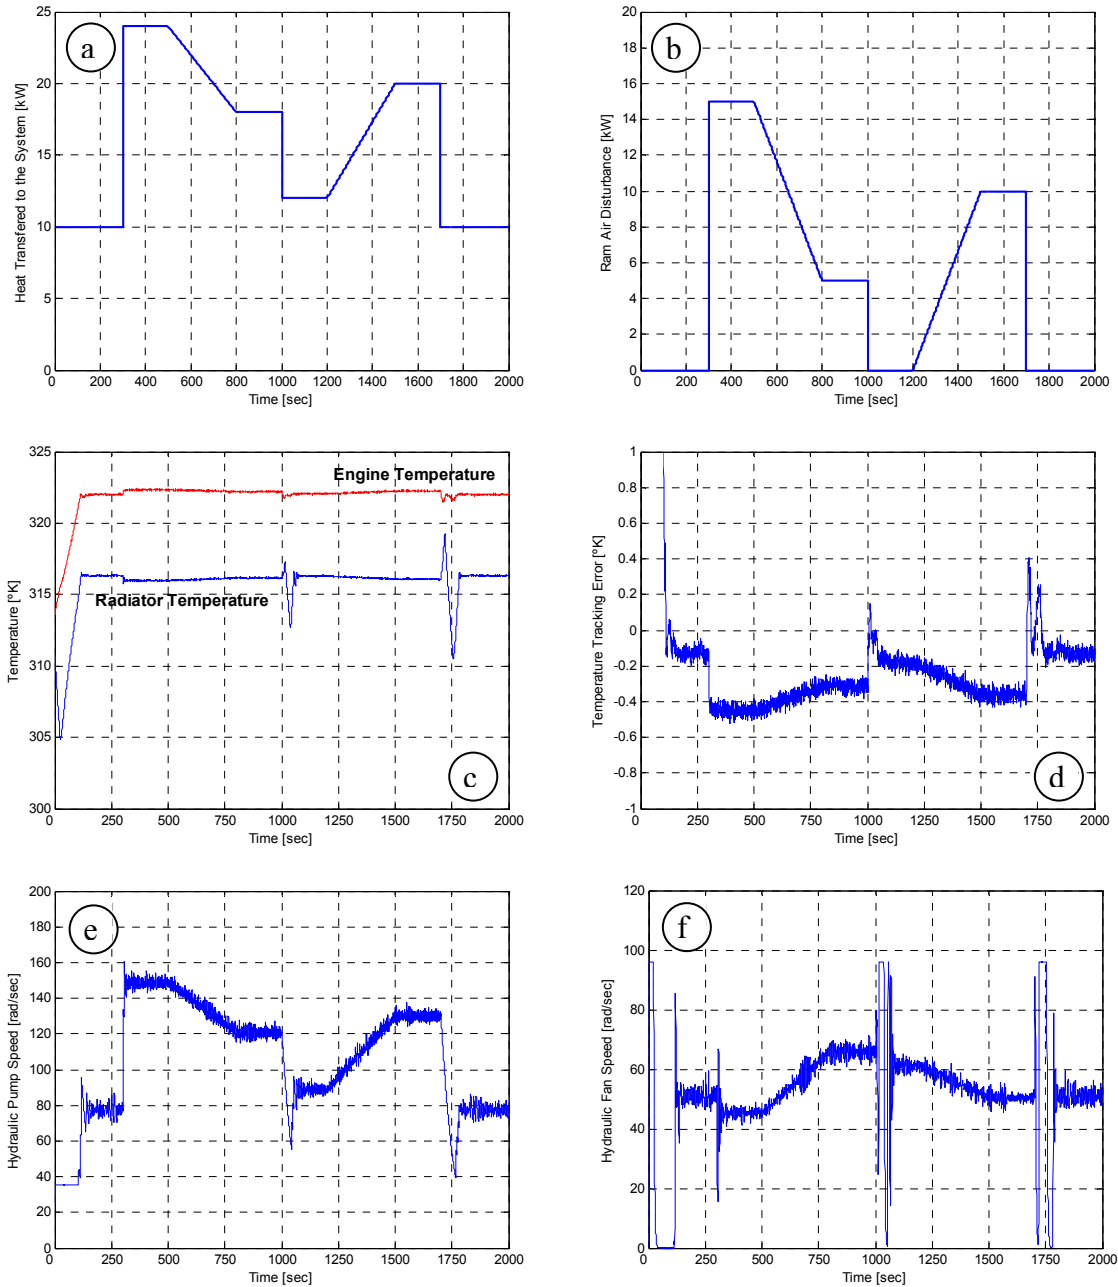 a
Heat Transfered to the System [kW]
25
20
15
10
5
0
0 200 400 600 800 1000 1200 1400 1600 1800 2000
Time [sec]
b
Ram Air Disturbance [kW]
20
18
16
14
12
10
8
6
4
2
0
0 200 400 600 800 1000 1200 1400 1600 1800 2000
Time [sec]
c
Temperature [°K]
325
320
315
310
305
300
Engine Temperature
Radiator Temperature
0 250 500 750 1000 1250 1500 1750 2000
Time [sec]
d
Temperature Tracking Error [°K]
1
0.8
0.6
0.4
0.2
0
-0.2
-0.4
-0.6
-0.8
-1
0 250 500 750 1000 1250 1500 1750 2000
Time [sec]
e
Hydraulic Pump Speed [rad/sec]
200
180
160
140
120
100
80
60
40
20
0
0 250 500 750 1000 1250 1500 1750 2000
Time [sec]
f
Hydraulic Fan Speed [rad/sec]
120
100
80
60
40
20
0
0 250 500 750 1000 1250 1500 1750 2000
Time [sec]